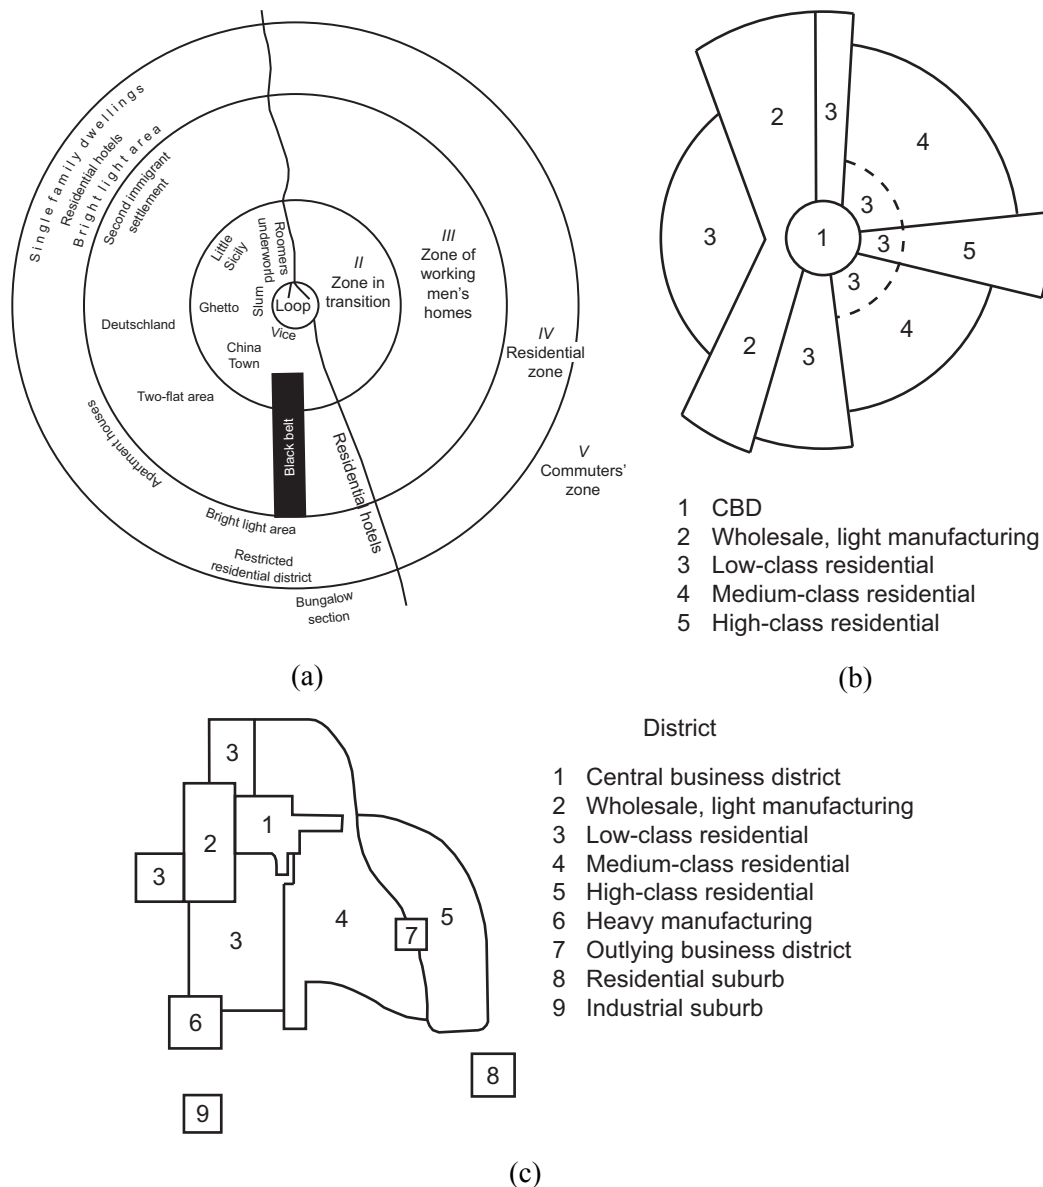 Single family dwellings
Residential hotels
Bright light area
Second immigrant
settlement
Little
Sicily
Roomers
underworld
Slum
Ghetto
Loop
Vice
China
Town
Deutschland
Two-flat area
Apartment houses
Black belt
Bright light area
Restricted
residential district
Bungalow
section
Residential hotels
II
Zone in
transition
III
Zone of
working
men's
homes
IV
Residential
zone
V
Commuters'
zone
(a)
2
3
4
3
3
1
3
5
3
2
3
4
1 CBD
2 Wholesale, light manufacturing
3 Low-class residential
4 Medium-class residential
5 High-class residential
(b)
3
1
2
3
3
4
5
7
6
8
9
District
1 Central business district
2 Wholesale, light manufacturing
3 Low-class residential
4 Medium-class residential
5 High-class residential
6 Heavy manufacturing
7 Outlying business district
8 Residential suburb
9 Industrial suburb
(c)